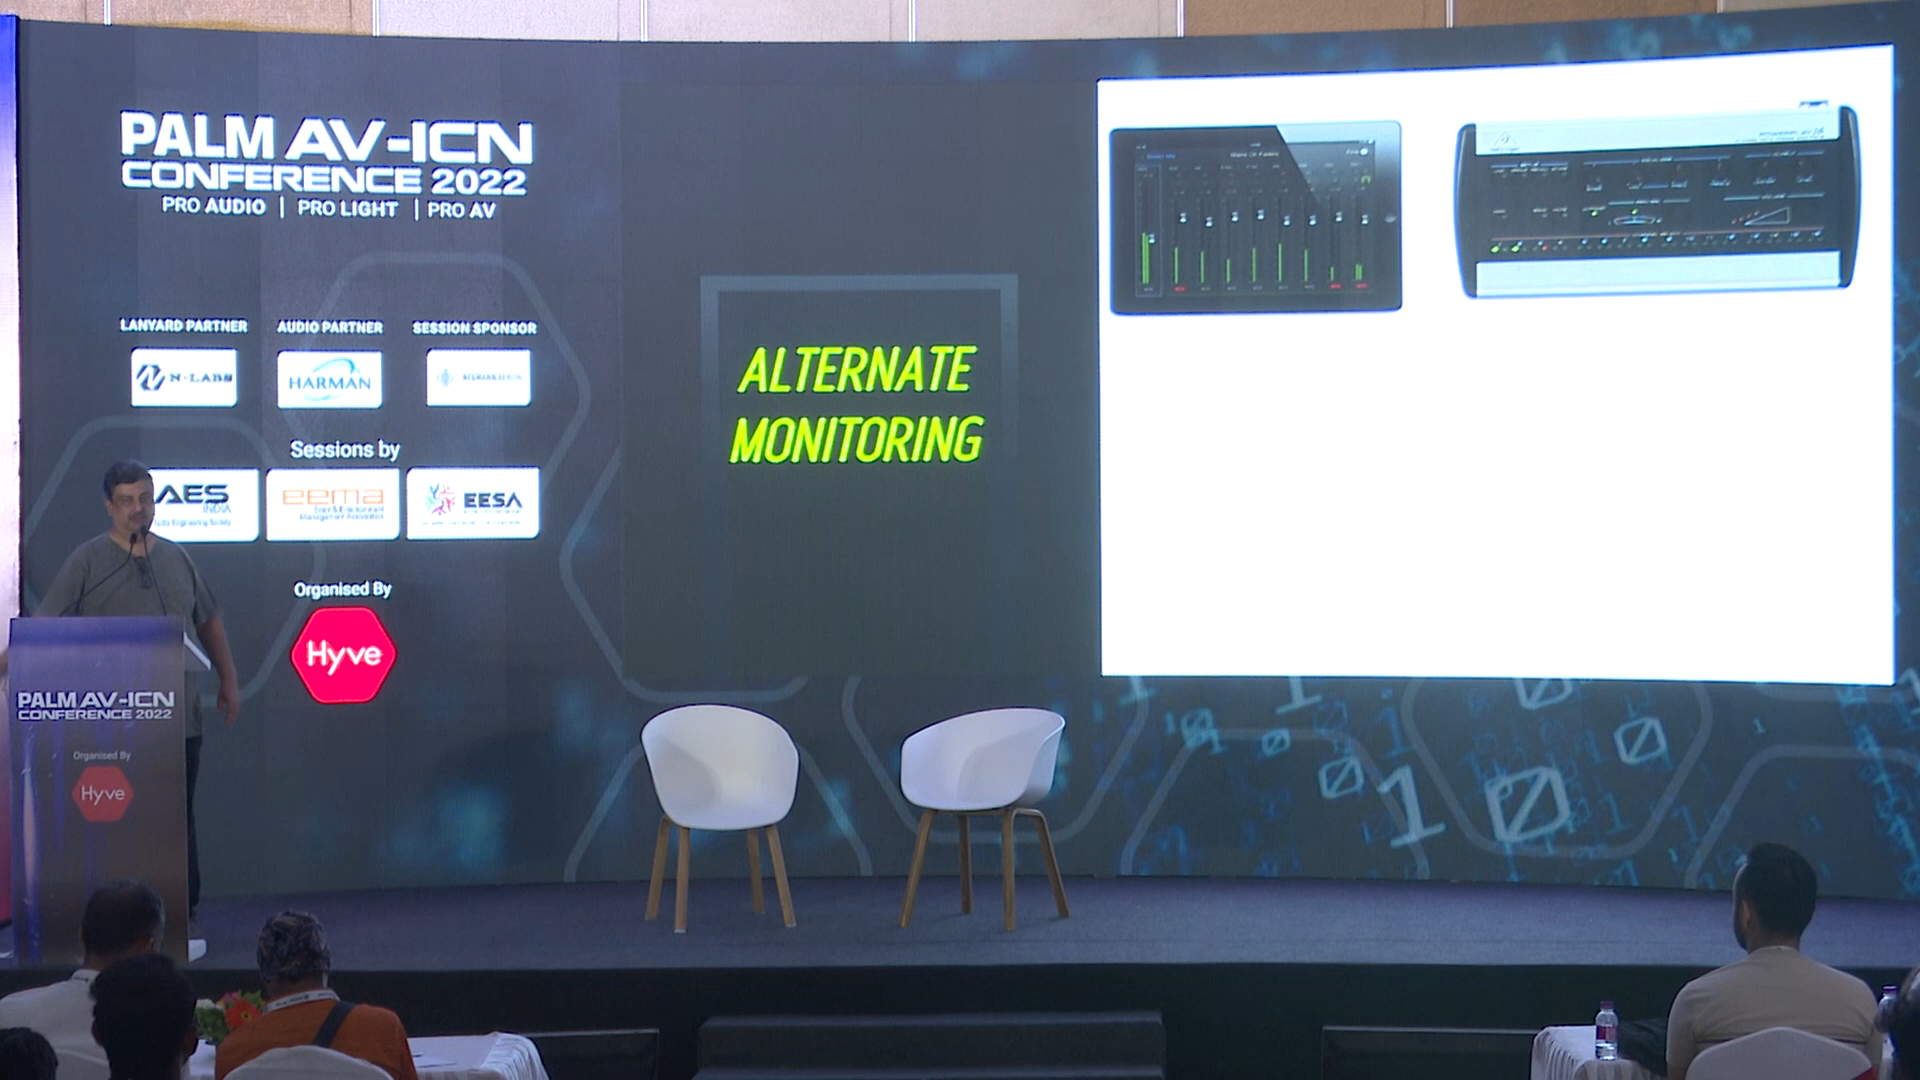 PALM AV-ICN
CONFERENCE 2022
PRO AUDIO | PRO LIGHT | PRO AV
LANYARD PARTNER
AUDIO PARTNER
SESSION SPONSOR
N-LABS
HARMAN
Sessions by
AES
INDIA
eema
EESA
Organised By
Hyve
ALTERNATE
MONITORING
PALM AV-ICN
CONFERENCE 2022
Organised By
Hyve